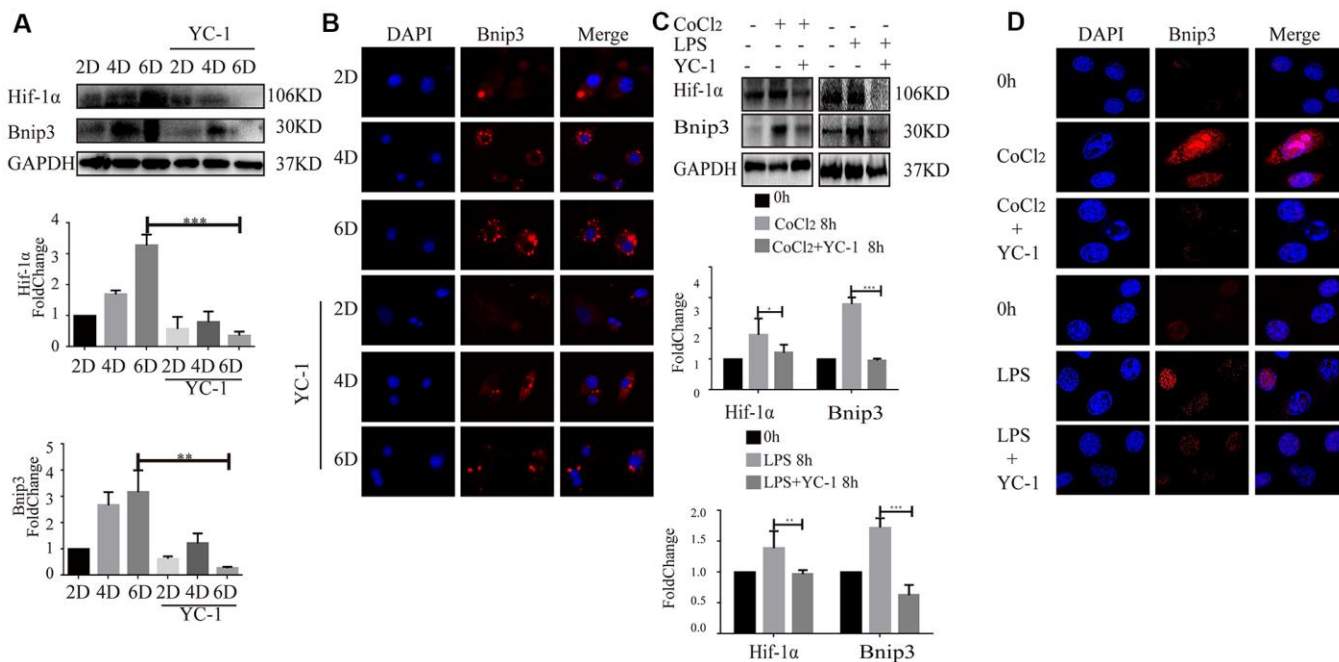 A
YC-1
2D 4D 6D 2D 4D 6D
Hif-1α 106KD
Bnip3 30KD
GAPDH 37KD
Hif-1α
FoldChange
4
3
2
1
0
***
2D 4D 6D 2D 4D 6D
YC-1
Bnip3
FoldChange
5
4
3
2
1
0
**
2D 4D 6D 2D 4D 6D
YC-1
B
DAPI Bnip3 Merge
2D
4D
6D
YC-1
2D
4D
6D
C
CoCl2 - + + - - -
LPS - + +
YC-1 - - + - - +
Hif-1α 106KD
Bnip3 30KD
GAPDH 37KD
0h
CoCl2 8h
CoCl2+YC-1 8h
FoldChange
4
3
2
1
0
*
***
Hif-1α Bnip3
0h
LPS 8h
LPS+YC-1 8h
FoldChange
2.0
1.5
1.0
0.5
0.0
**
***
Hif-1α Bnip3
D
DAPI Bnip3 Merge
0h
CoCl2
CoCl2
+
YC-1
0h
LPS
LPS
+
YC-1